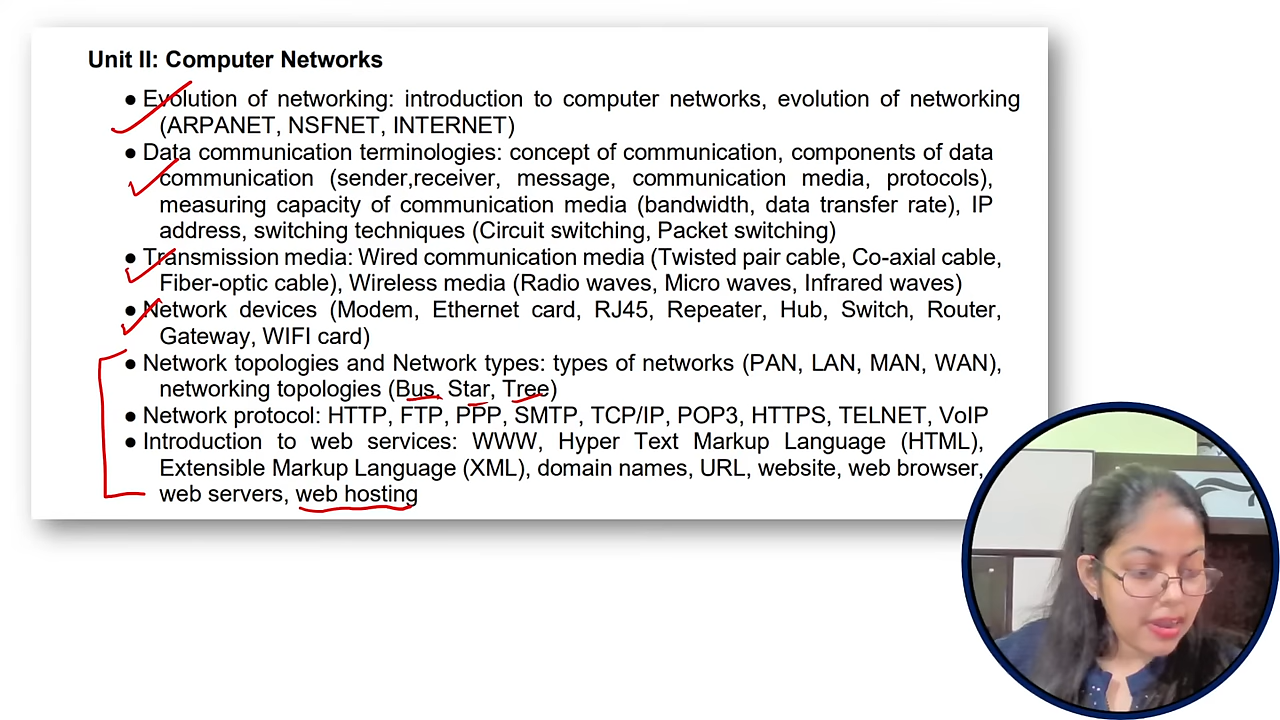 Unit II: Computer Networks
● Evolution of networking: introduction to computer networks, evolution of networking
(ARPANET, NSFNET, INTERNET)
● Data communication terminologies: concept of communication, components of data
communication (sender,receiver, message, communication media, protocols),
measuring capacity of communication media (bandwidth, data transfer rate), IP
address, switching techniques (Circuit switching, Packet switching)
● Transmission media: Wired communication media (Twisted pair cable, Co-axial cable,
Fiber-optic cable), Wireless media (Radio waves, Micro waves, Infrared waves)
● Network devices (Modem, Ethernet card, RJ45, Repeater, Hub, Switch, Router,
Gateway, WIFI card)
● Network topologies and Network types: types of networks (PAN, LAN, MAN, WAN),
networking topologies (Bus, Star, Tree)
● Network protocol: HTTP, FTP, PPP, SMTP, TCP/IP, POP3, HTTPS, TELNET, VoIP
● Introduction to web services: WWW, Hyper Text Markup Language (HTML),
Extensible Markup Language (XML), domain names, URL, website, web browser,
web servers, web hosting